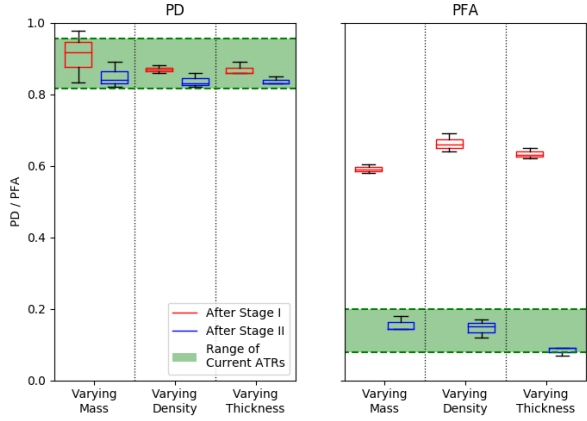 PD
PFA
1.0
0.8
0.6
0.4
0.2
0.0
PD / PFA
After Stage I
After Stage II
Range of
Current ATRs
Varying
Mass
Varying
Density
Varying
Thickness
Varying
Mass
Varying
Density
Varying
Thickness